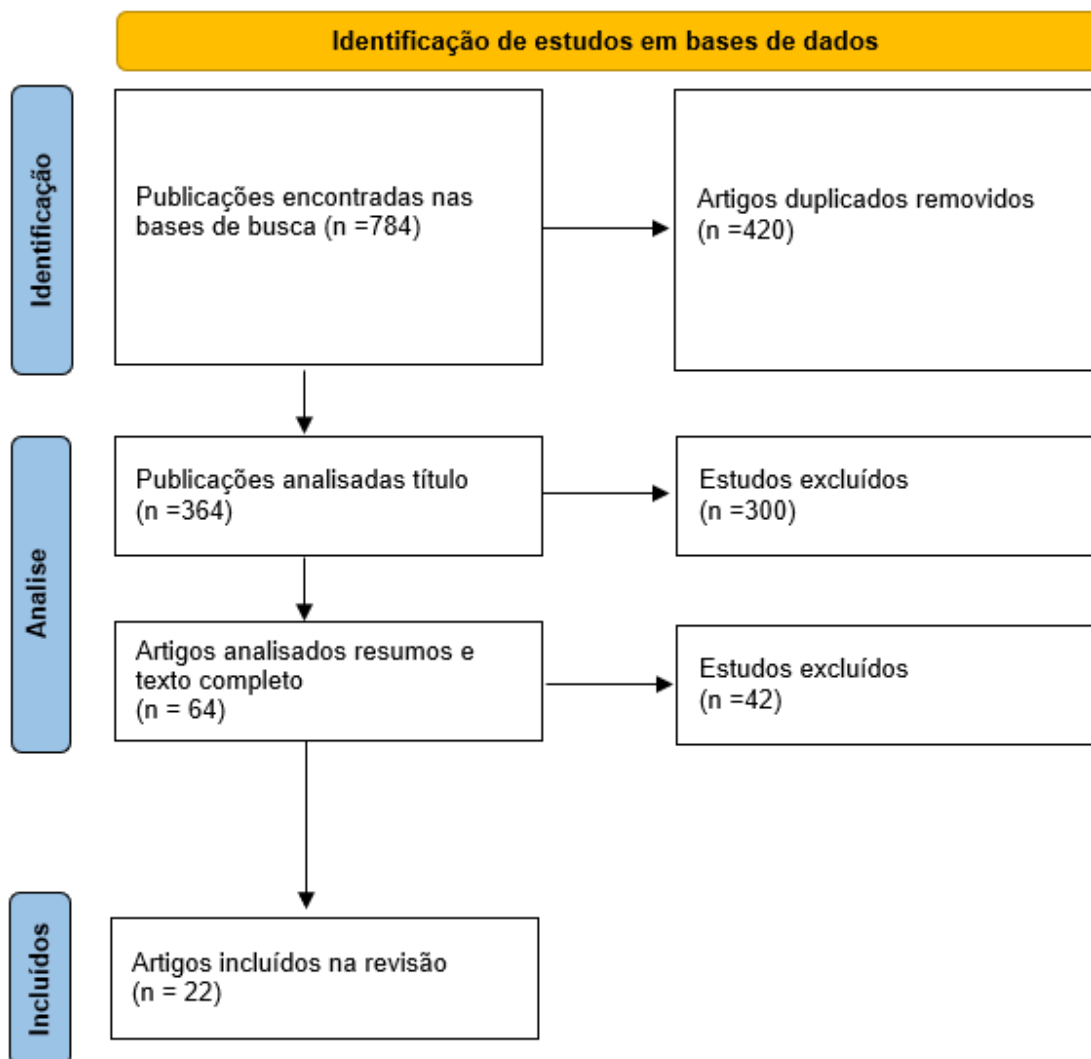 Identificação de estudos em bases de dados
Identificação
Publicações encontradas nas
bases de busca (n =784)
Artigos duplicados removidos
(n =420)
Analise
Publicações analisadas título
(n =364)
Estudos excluídos
(n =300)
Artigos analisados resumos e
texto completo
(n = 64)
Estudos excluídos
(n =42)
Incluídos
Artigos incluídos na revisão
(n = 22)